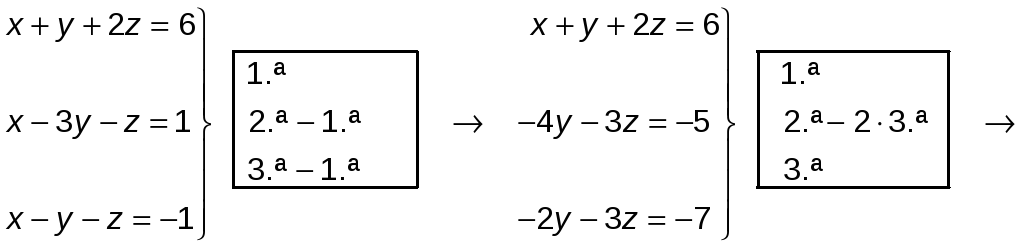 x + y + 2z = 6
x − 3y − z = 1
x − y − z = −1
1.ª
2.ª − 1.ª
3.ª − 1.ª
→
x + y + 2z = 6
−4y − 3z = −5
−2y − 3z = −7
1.ª
2.ª − 2 · 3.ª
3.ª
→